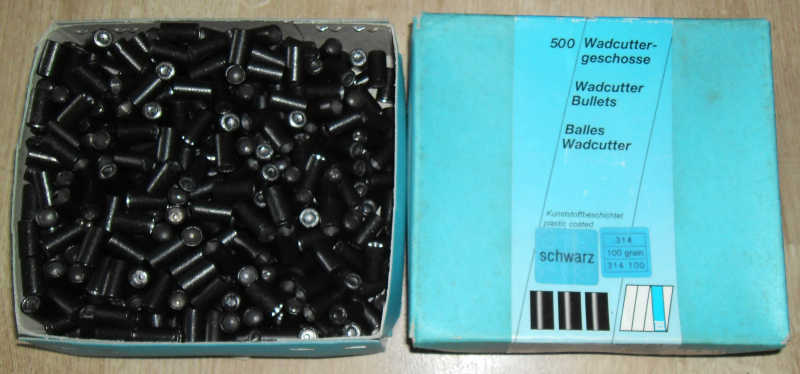 500 Wadcutter-
geschosse
Wadcutter
Bullets
Balles
Wadcutter
Kunststoffbeschichtet
plastic coated
schwarz
314
100 grain
314 100